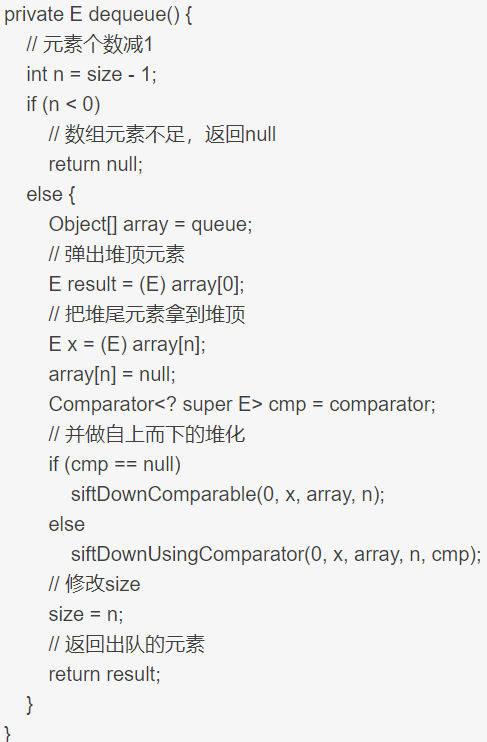 private E dequeue() {
    // 元素个数减1
    int n = size - 1;
    if (n < 0)
        // 数组元素不足，返回null
        return null;
    else {
        Object[] array = queue;
        // 弹出堆顶元素
        E result = (E) array[0];
        // 把堆尾元素拿到堆顶
        E x = (E) array[n];
        array[n] = null;
        Comparator<? super E> cmp = comparator;
        // 并做自上而下的堆化
        if (cmp == null)
            siftDownComparable(0, x, array, n);
        else
            siftDownUsingComparator(0, x, array, n, cmp);
        // 修改size
        size = n;
        // 返回出队的元素
        return result;
    }
}